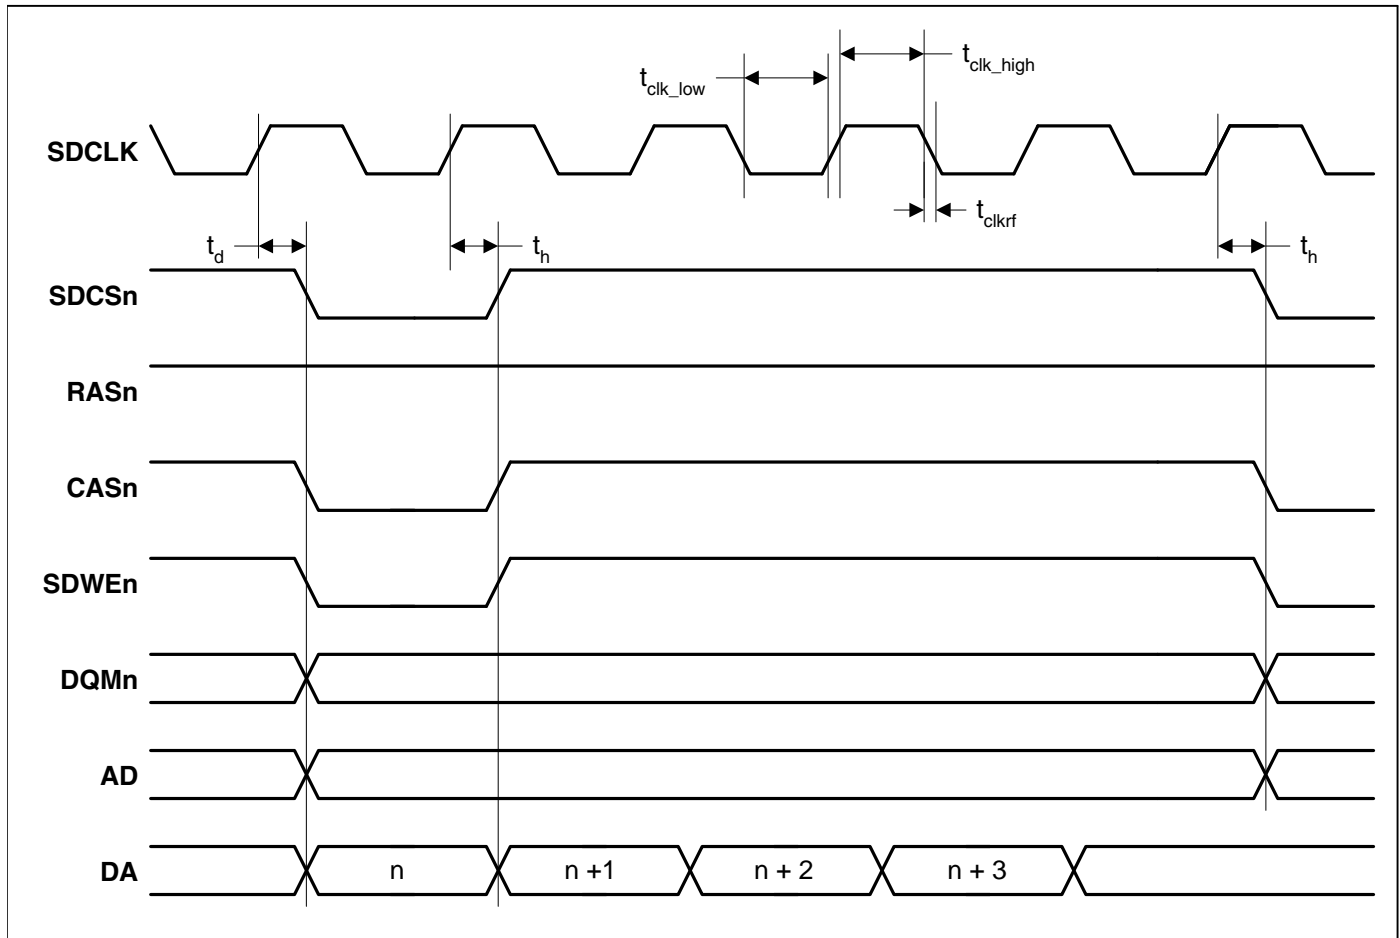 t_clk_high
t_clk_low
SDCLK
t_clkrf
t_d
t_h
t_h
SDCSn
RASn
CASn
SDWEn
DQMn
AD
DA
n
n +1
n + 2
n + 3